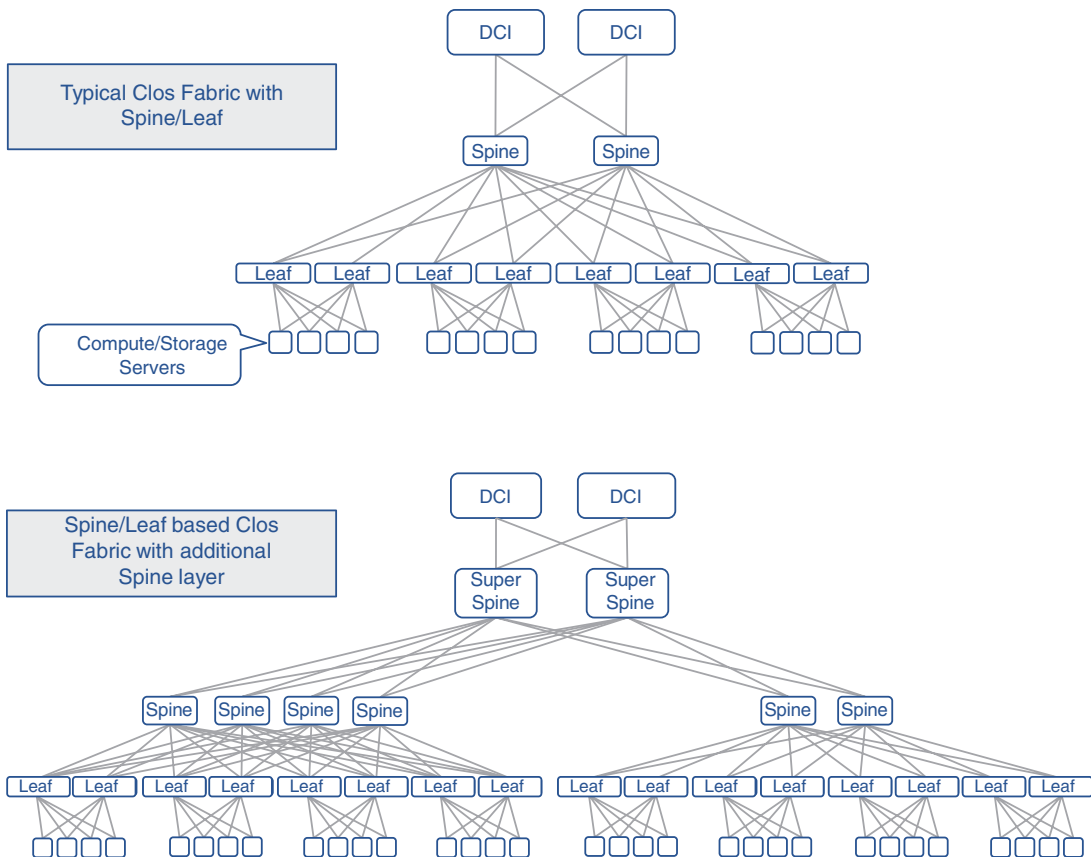 DCI DCI
Typical Clos Fabric with
Spine/Leaf
Spine Spine
Leaf Leaf Leaf Leaf Leaf Leaf Leaf Leaf
Compute/Storage
Servers
DCI DCI
Spine/Leaf based Clos
Fabric with additional
Spine layer
Super
Spine
Super
Spine
Spine Spine Spine Spine Spine Spine
Leaf Leaf Leaf Leaf Leaf Leaf Leaf Leaf Leaf Leaf Leaf Leaf Leaf Leaf Leaf Leaf